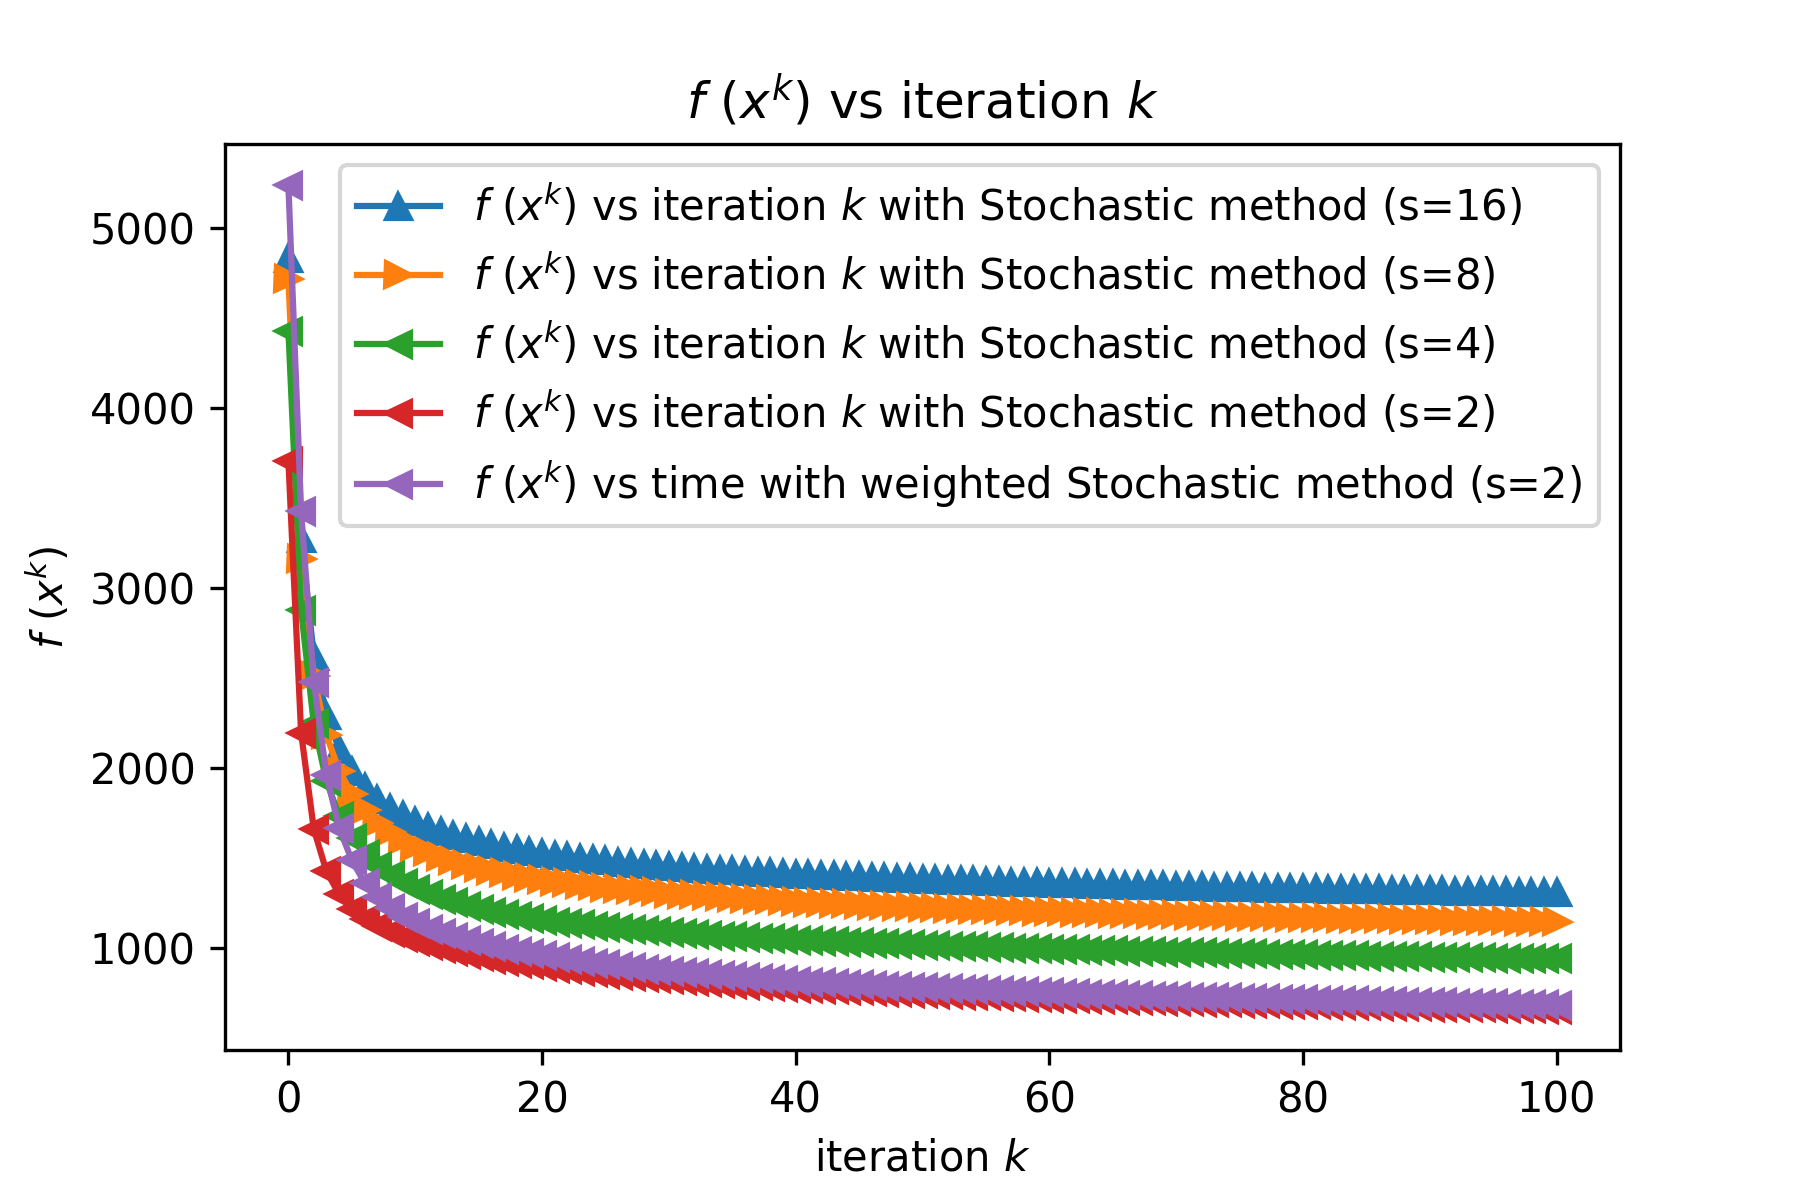 f (x^k) vs iteration k
f (x^k) vs iteration k with Stochastic method (s=16)
f (x^k) vs iteration k with Stochastic method (s=8)
f (x^k) vs iteration k with Stochastic method (s=4)
f (x^k) vs iteration k with Stochastic method (s=2)
f (x^k) vs time with weighted Stochastic method (s=2)
f (x^k)
5000
4000
3000
2000
1000
0 20 40 60 80 100
iteration k